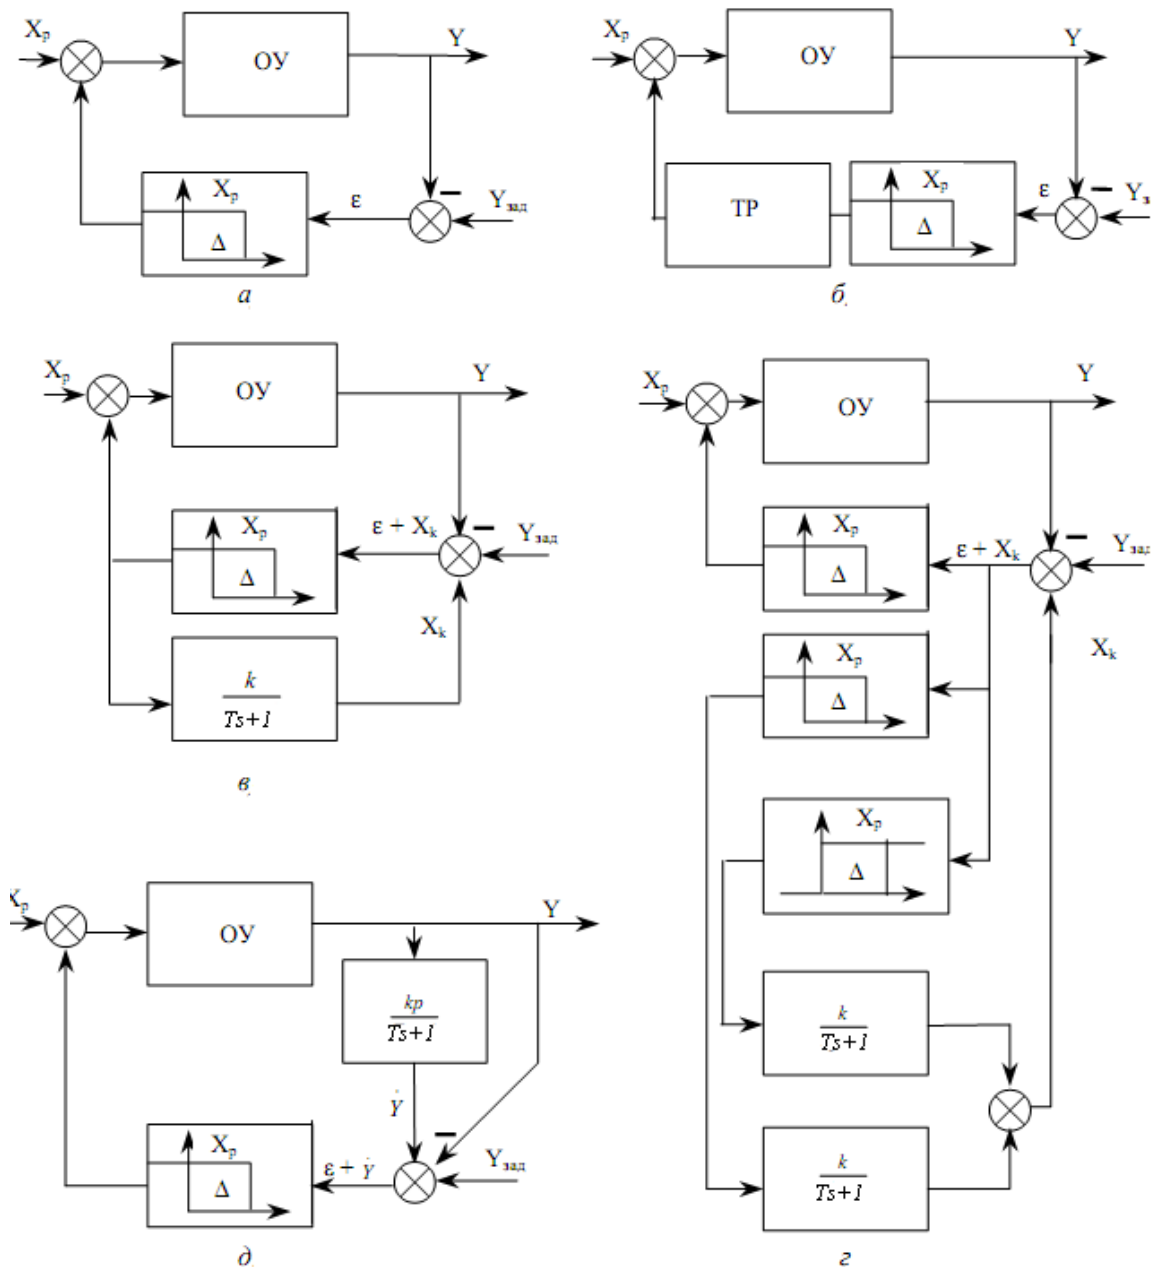 Xр
ОУ
Y
Xр
Δ
ε
Yзад
а
Xр
ОУ
Y
ТР
Xр
Δ
ε
Yз
б
Xр
ОУ
Y
Xр
Δ
ε + Xk
Yзад
Xk
k
Ts+1
в
Xр
ОУ
Y
Xр
Δ
ε + Xk
Yзад
Xр
Δ
Xk
Xр
Δ
k
Ts+1
k
Ts+1
г
Xр
ОУ
Y
kp
Ts+1
Ẏ
Xр
Δ
ε + Ẏ
Yзад
д